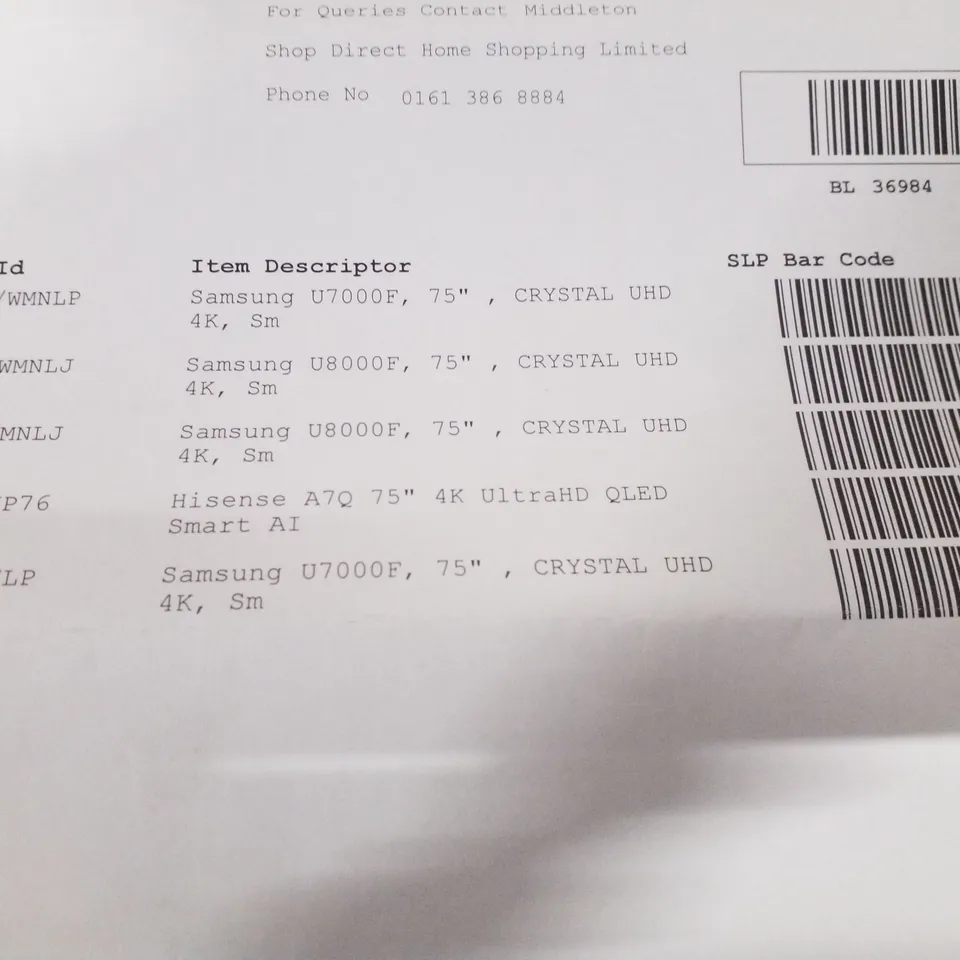 For Queries Contact Middleton
Shop Direct Home Shopping Limited
Phone No 0161 386 8884
BL 36984
Id Item Descriptor SLP Bar Code
/WMNLP Samsung U7000F, 75" , CRYSTAL UHD
4K, Sm
WMNLJ Samsung U8000F, 75" , CRYSTAL UHD
4K, Sm
MNLJ Samsung U8000F, 75" , CRYSTAL UHD
4K, Sm
P76 Hisense A7Q 75" 4K UltraHD QLED
Smart AI
LP Samsung U7000F, 75" , CRYSTAL UHD
4K, Sm